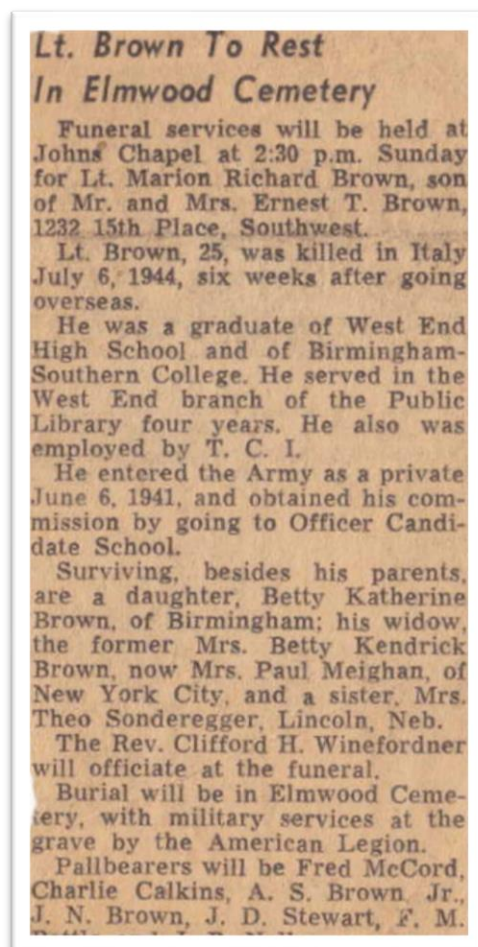 Lt. Brown To Rest
In Elmwood Cemetery
Funeral services will be held at
Johns Chapel at 2:30 p.m. Sunday
for Lt. Marion Richard Brown, son
of Mr. and Mrs. Ernest T. Brown,
1232 15th Place, Southwest.
Lt. Brown, 25, was killed in Italy
July 6, 1944, six weeks after going
overseas.
He was a graduate of West End
High School and of Birmingham-
Southern College. He served in the
West End branch of the Public
Library four years. He also was
employed by T. C. I.
He entered the Army as a private
June 6, 1941, and obtained his com-
mission by going to Officer Candi-
date School.
Surviving, besides his parents,
are a daughter, Betty Katherine
Brown, of Birmingham; his widow,
the former Mrs. Betty Kendrick
Brown, now Mrs. Paul Meighan, of
New York City, and a sister, Mrs.
Theo Sonderegger, Lincoln, Neb.
The Rev. Clifford H. Winefordner
will officiate at the funeral.
Burial will be in Elmwood Ceme-
tery, with military services at the
grave by the American Legion.
Pallbearers will be Fred McCord,
Charlie Calkins, A. S. Brown, Jr.,
J. N. Brown, J. D. Stewart, F. M.